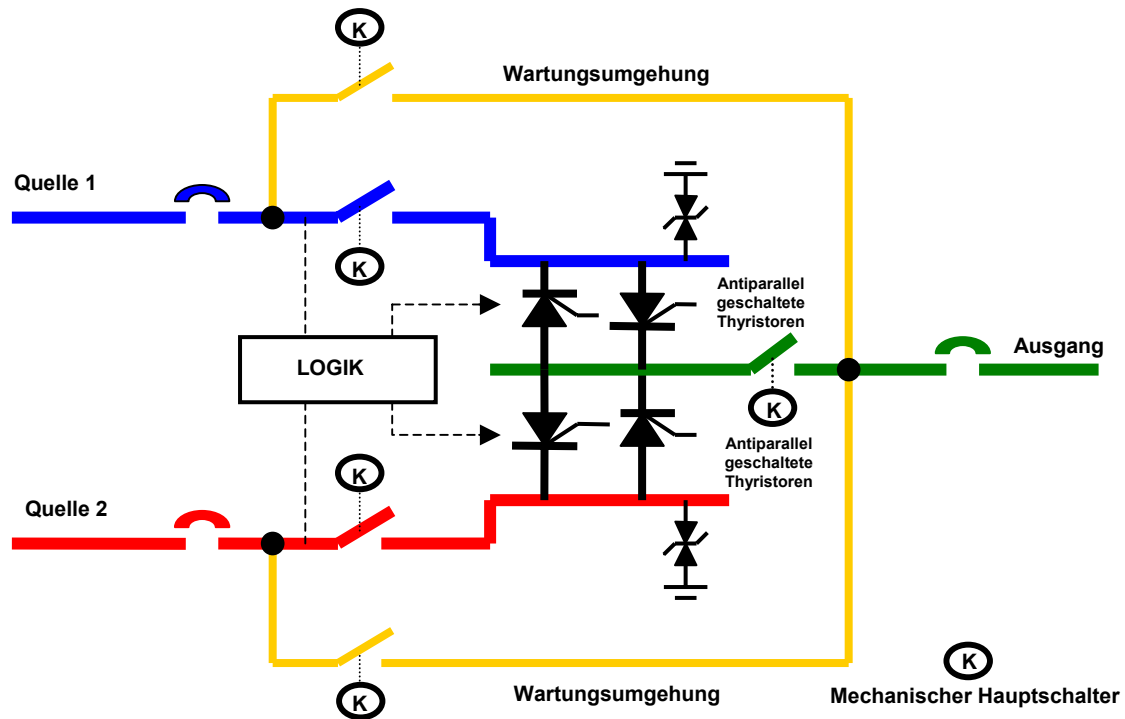 K
Wartungsumgehung
Quelle 1
K
Antiparallel
geschaltete
Thyristoren
LOGIK
Ausgang
K
Antiparallel
geschaltete
Thyristoren
K
Quelle 2
K
Wartungsumgehung
K
Mechanischer Hauptschalter